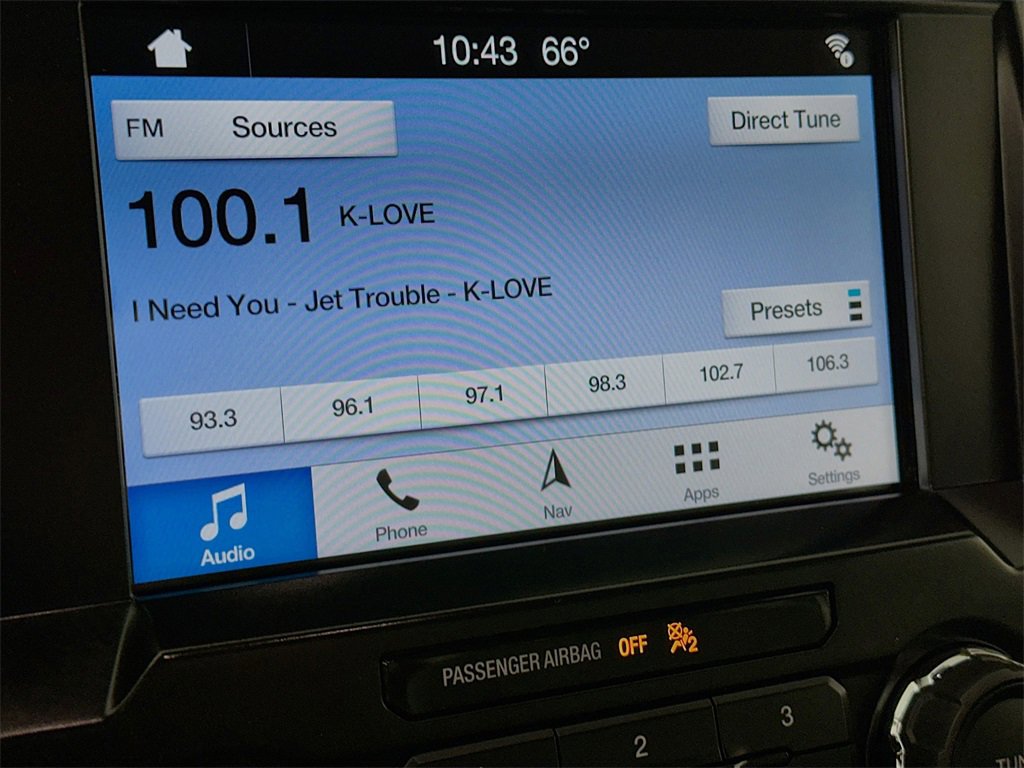 10:43 66°
FM Sources
Direct Tune
100.1 K-LOVE
I Need You - Jet Trouble - K-LOVE
Presets
93.3 96.1 97.1 98.3 102.7 106.3
Audio Phone Nav Apps Settings
PASSENGER AIRBAG OFF 2
2 3